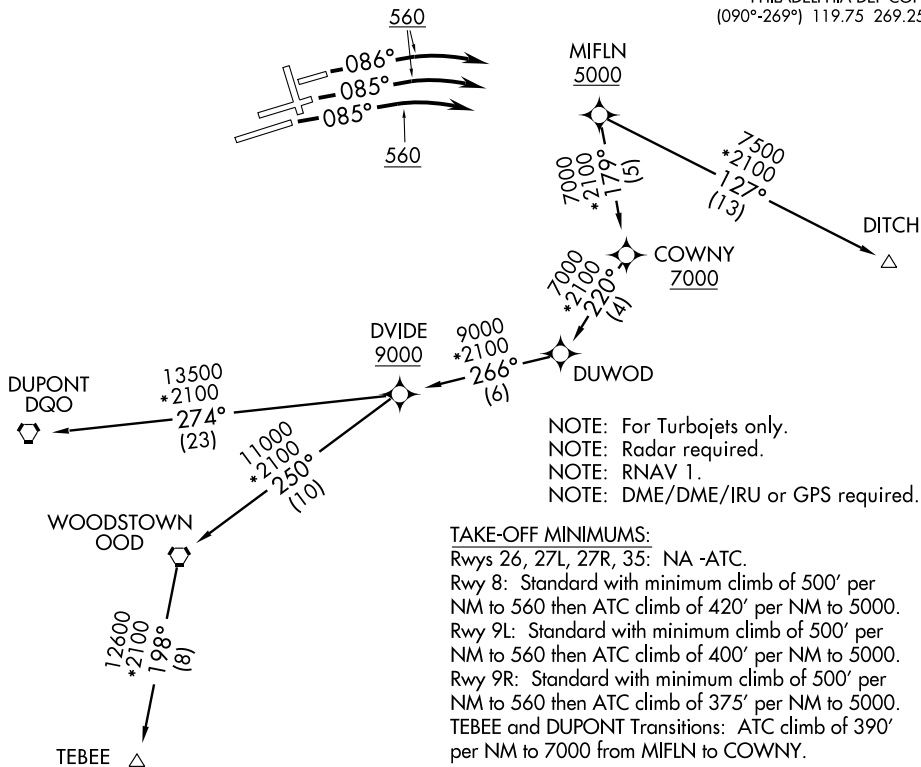 PHILADELPHIA DEP CON
(090°-269°) 119.75 269.25
560
086°
085°
085°
560
MIFLN
5000
7500
*2100
127°
(13)
DITCH
7000
*2100
179°
(5)
COWNY
7000
7000
*2100
220°
(4)
DUWOD
9000
*2100
266°
(6)
DVIDE
9000
13500
*2100
274°
(23)
DUPONT
DQO
11000
*2100
250°
(10)
WOODSTOWN
OOD
12600
*2100
198°
(8)
TEBEE
NOTE: For Turbojets only.
NOTE: Radar required.
NOTE: RNAV 1.
NOTE: DME/DME/IRU or GPS required.
TAKE-OFF MINIMUMS:
Rwys 26, 27L, 27R, 35: NA -ATC.
Rwy 8: Standard with minimum climb of 500' per
NM to 560 then ATC climb of 420' per NM to 5000.
Rwy 9L: Standard with minimum climb of 500' per
NM to 560 then ATC climb of 400' per NM to 5000.
Rwy 9R: Standard with minimum climb of 500' per
NM to 560 then ATC climb of 375' per NM to 5000.
TEBEE and DUPONT Transitions: ATC climb of 390'
per NM to 7000 from MIFLN to COWNY.